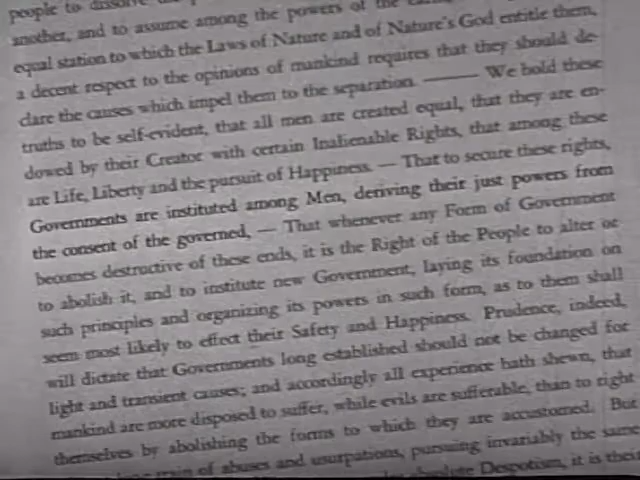 people to dissolve the
another, and to assume among the powers of the
equal station to which the Laws of Nature and of Nature's God entitle them,
a decent respect to the opinions of mankind requires that they should de-
clare the causes which impel them to the separation. ——— We hold these
truths to be self-evident, that all men are created equal, that they are en-
dowed by their Creator with certain Inalienable Rights, that among these
are Life, Liberty and the pursuit of Happiness. — That to secure these rights,
Governments are instituted among Men, deriving their just powers from
the consent of the governed, — That whenever any Form of Government
becomes destructive of these ends, it is the Right of the People to alter or
to abolish it, and to institute new Government, laying its foundation on
such principles and organizing its powers in such form, as to them shall
seem most likely to effect their Safety and Happiness. Prudence, indeed,
will dictate that Governments long established should not be changed for
light and transient causes; and accordingly all experience hath shewn, that
mankind are more disposed to suffer, while evils are sufferable, than to right
themselves by abolishing the forms to which they are accustomed. But
train of abuses and usurpations, pursuing invariably the same
absolute Despotism, it is their